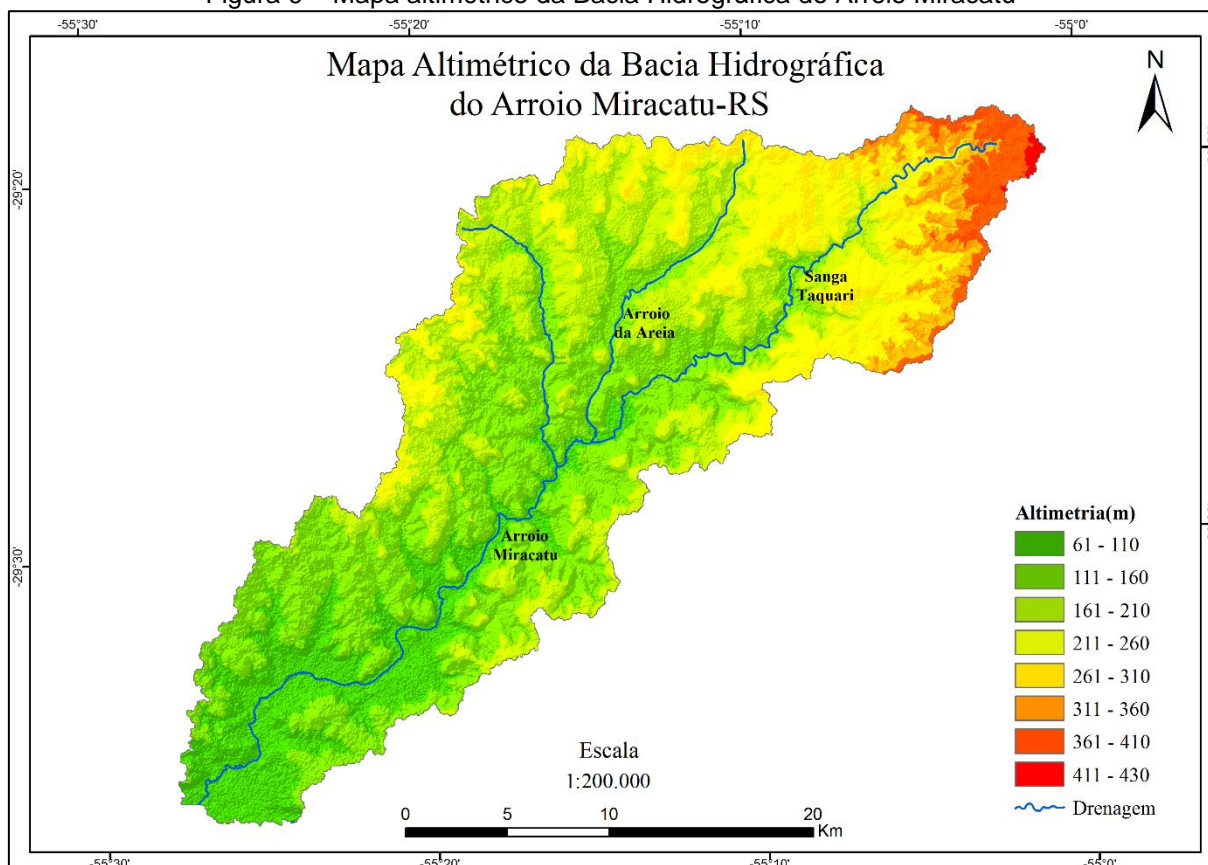 Figura 6 – Mapa altimétrico da Bacia Hidrográfica do Arroio Miracatu
-55°30' -55°20' -55°10' -55°0'
Mapa Altimétrico da Bacia Hidrográfica
do Arroio Miracatu-RS
N
-29°20'
Sanga
Taquari
Arroio
da Areia
Arroio
Miracatu
-29°30'
Altimetria(m)
61 - 110
111 - 160
161 - 210
211 - 260
261 - 310
311 - 360
361 - 410
411 - 430
Drenagem
Escala
1:200.000
0 5 10 20
Km
-55°30' -55°20' -55°10' -55°0'